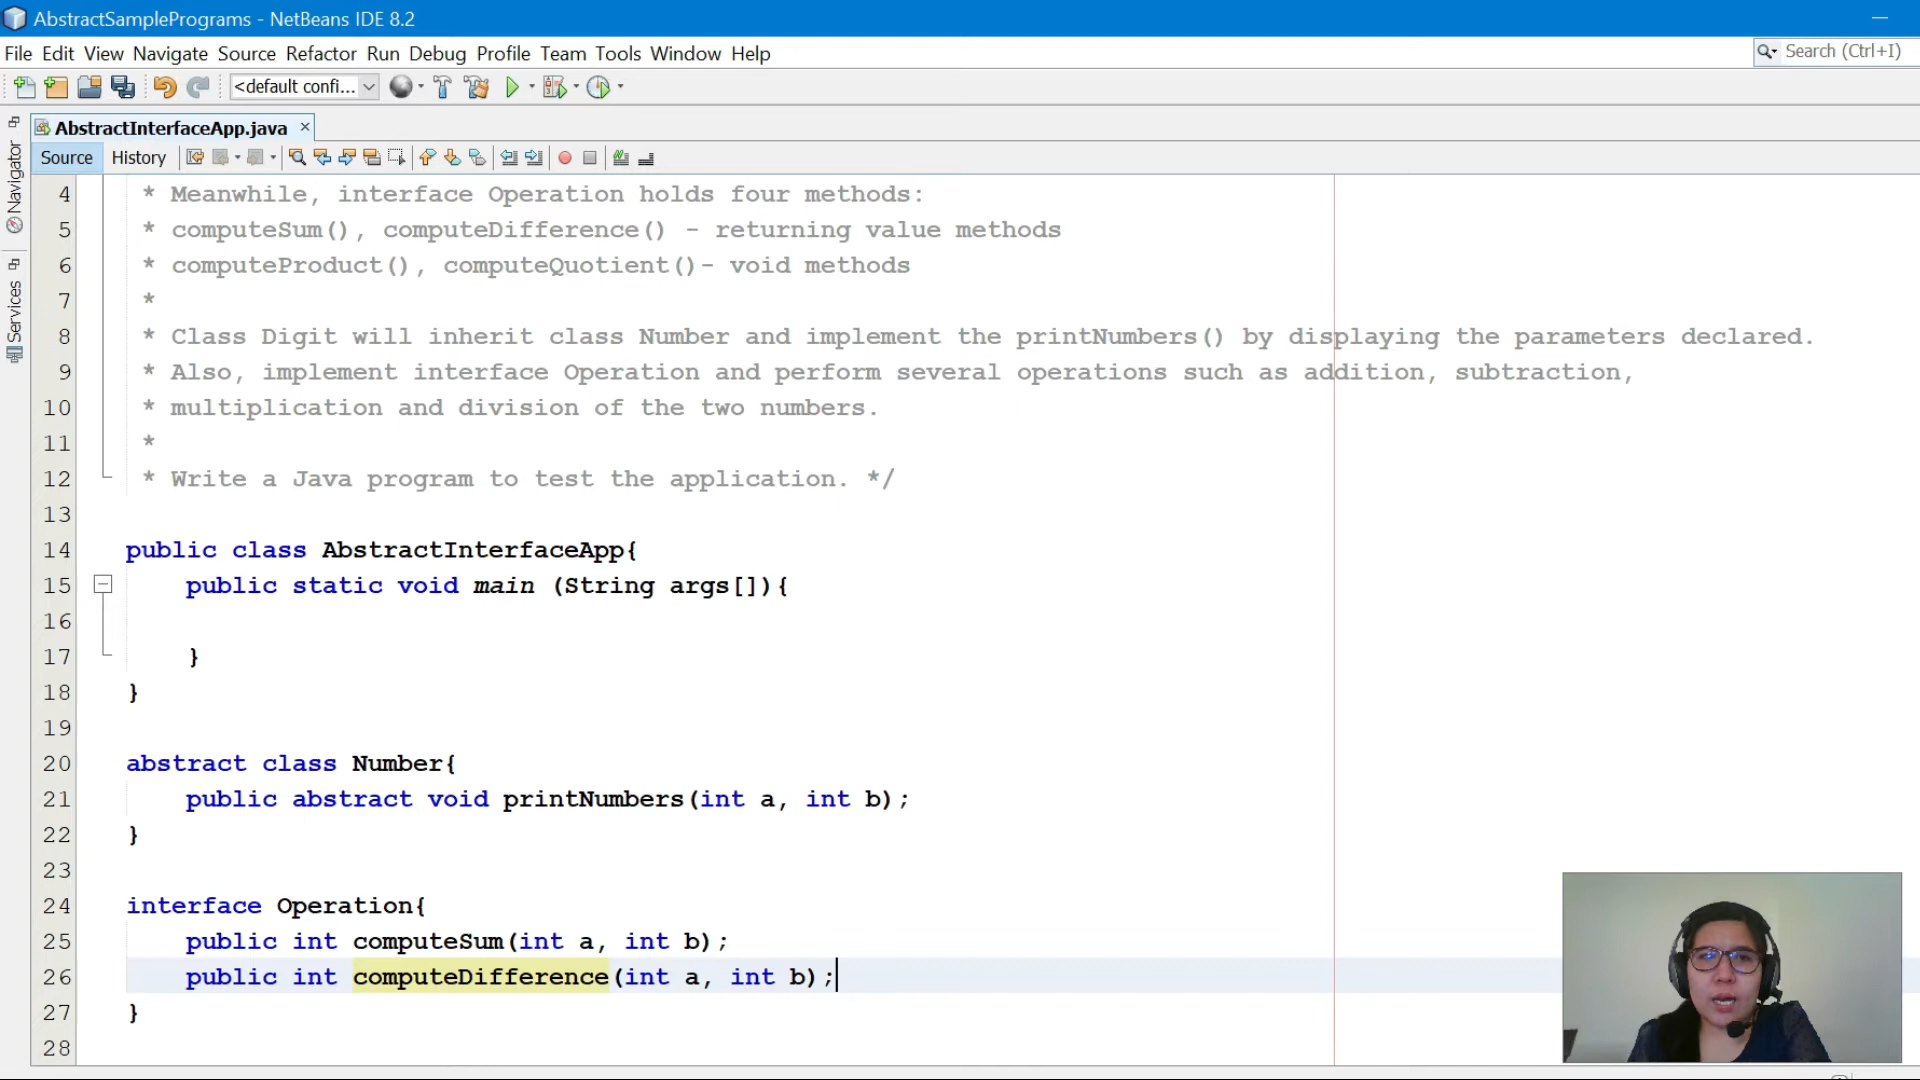 AbstractSamplePrograms - NetBeans IDE 8.2
File Edit View Navigate Source Refactor Run Debug Profile Team Tools Window Help
Search (Ctrl+I)
<default confi...
AbstractInterfaceApp.java
Source History
Navigator
Services
4 * Meanwhile, interface Operation holds four methods:
5 * computeSum(), computeDifference() - returning value methods
6 * computeProduct(), computeQuotient()- void methods
7 *
8 * Class Digit will inherit class Number and implement the printNumbers() by displaying the parameters declared.
9 * Also, implement interface Operation and perform several operations such as addition, subtraction,
10 * multiplication and division of the two numbers.
11 *
12 * Write a Java program to test the application. */
13
14 public class AbstractInterfaceApp{
15 public static void main (String args[]){
16
17 }
18 }
19
20 abstract class Number{
21 public abstract void printNumbers(int a, int b);
22 }
23
24 interface Operation{
25 public int computeSum(int a, int b);
26 public int computeDifference(int a, int b);
27 }
28